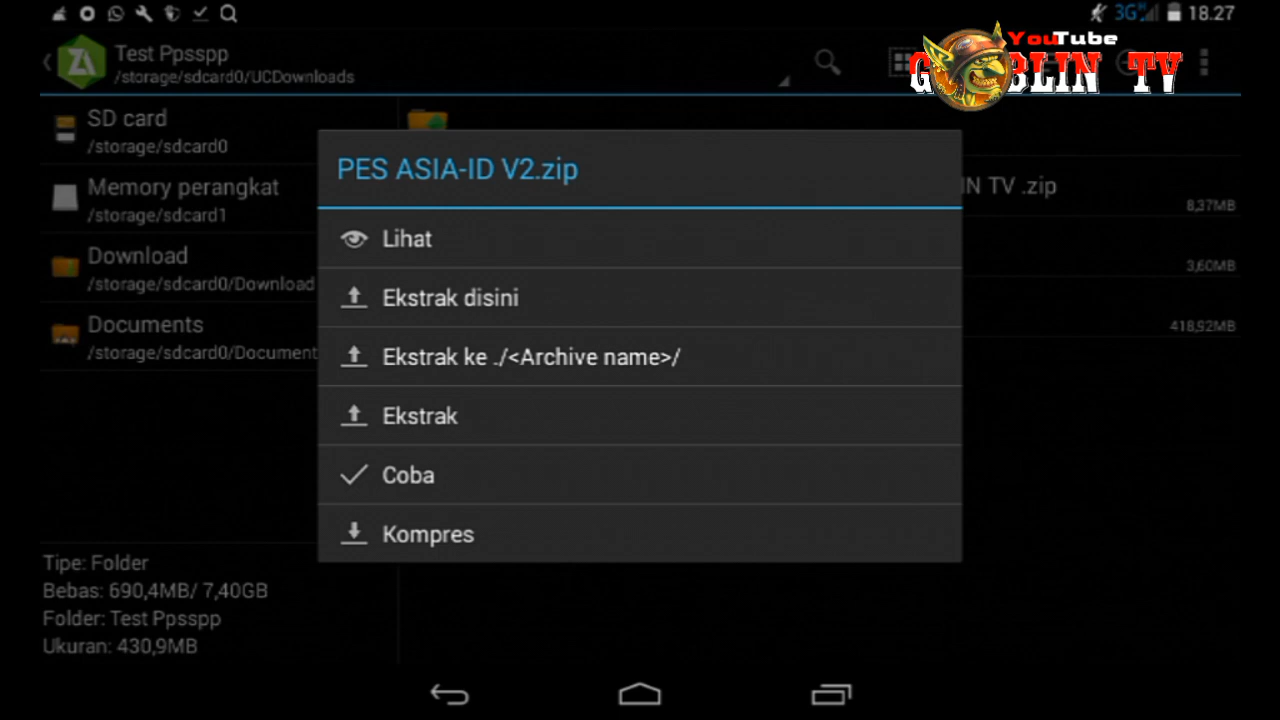 3G 18.27
Test Ppsspp
/storage/sdcard0/UCDownloads
YouTube
GOBLIN TV
SD card
/storage/sdcard0
Memory perangkat
/storage/sdcard1
Download
/storage/sdcard0/Download
Documents
/storage/sdcard0/Document
PES ASIA-ID V2.zip
Lihat
Ekstrak disini
Ekstrak ke ./<Archive name>/
Ekstrak
Coba
Kompres
IN TV .zip
8,37MB
3,60MB
418,92MB
Tipe: Folder
Bebas: 690,4MB/ 7,40GB
Folder: Test Ppsspp
Ukuran: 430,9MB